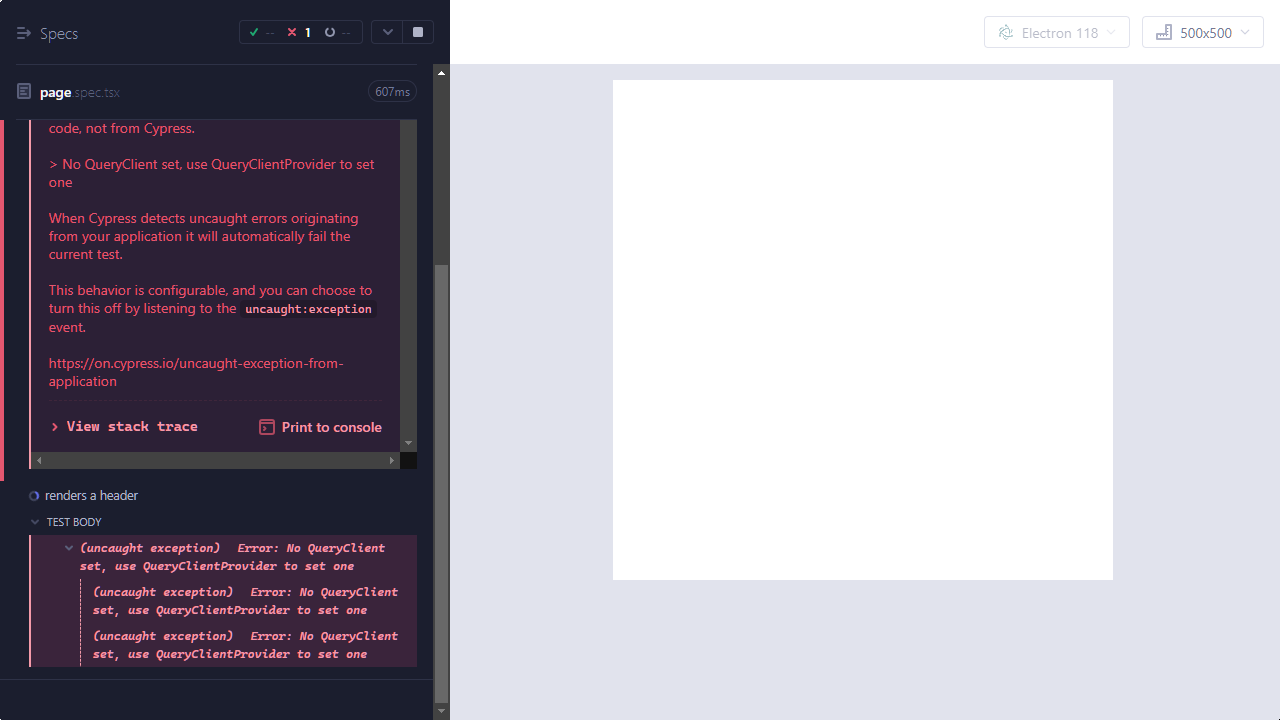 Specs
--
1
--
Electron 118
500x500
page.spec.tsx
607ms
code, not from Cypress.
> No QueryClient set, use QueryClientProvider to set
one
When Cypress detects uncaught errors originating
from your application it will automatically fail the
current test.
This behavior is configurable, and you can choose to
turn this off by listening to the uncaught:exception
event.
https://on.cypress.io/uncaught-exception-from-
application
View stack trace
Print to console
renders a header
TEST BODY
(uncaught exception) Error: No QueryClient
set, use QueryClientProvider to set one
(uncaught exception) Error: No QueryClient
set, use QueryClientProvider to set one
(uncaught exception) Error: No QueryClient
set, use QueryClientProvider to set one